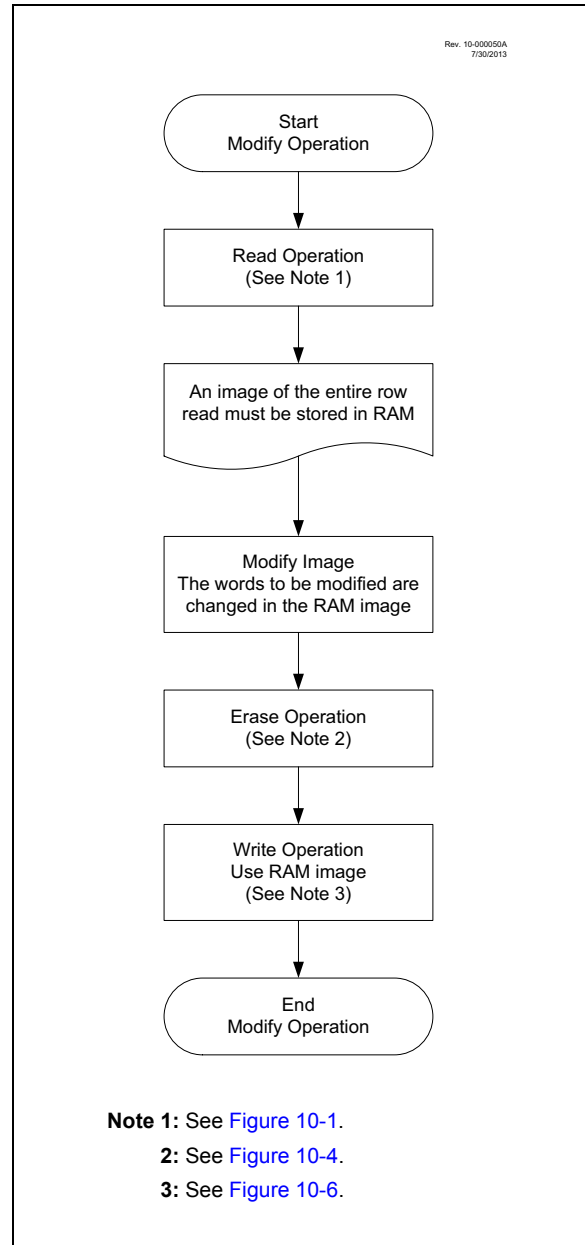 Rev. 10-000050A
7/30/2013
Start
Modify Operation
Read Operation
(See Note 1)
An image of the entire row
read must be stored in RAM
Modify Image
The words to be modified are
changed in the RAM image
Erase Operation
(See Note 2)
Write Operation
Use RAM image
(See Note 3)
End
Modify Operation
Note 1: See Figure 10-1.
2: See Figure 10-4.
3: See Figure 10-6.